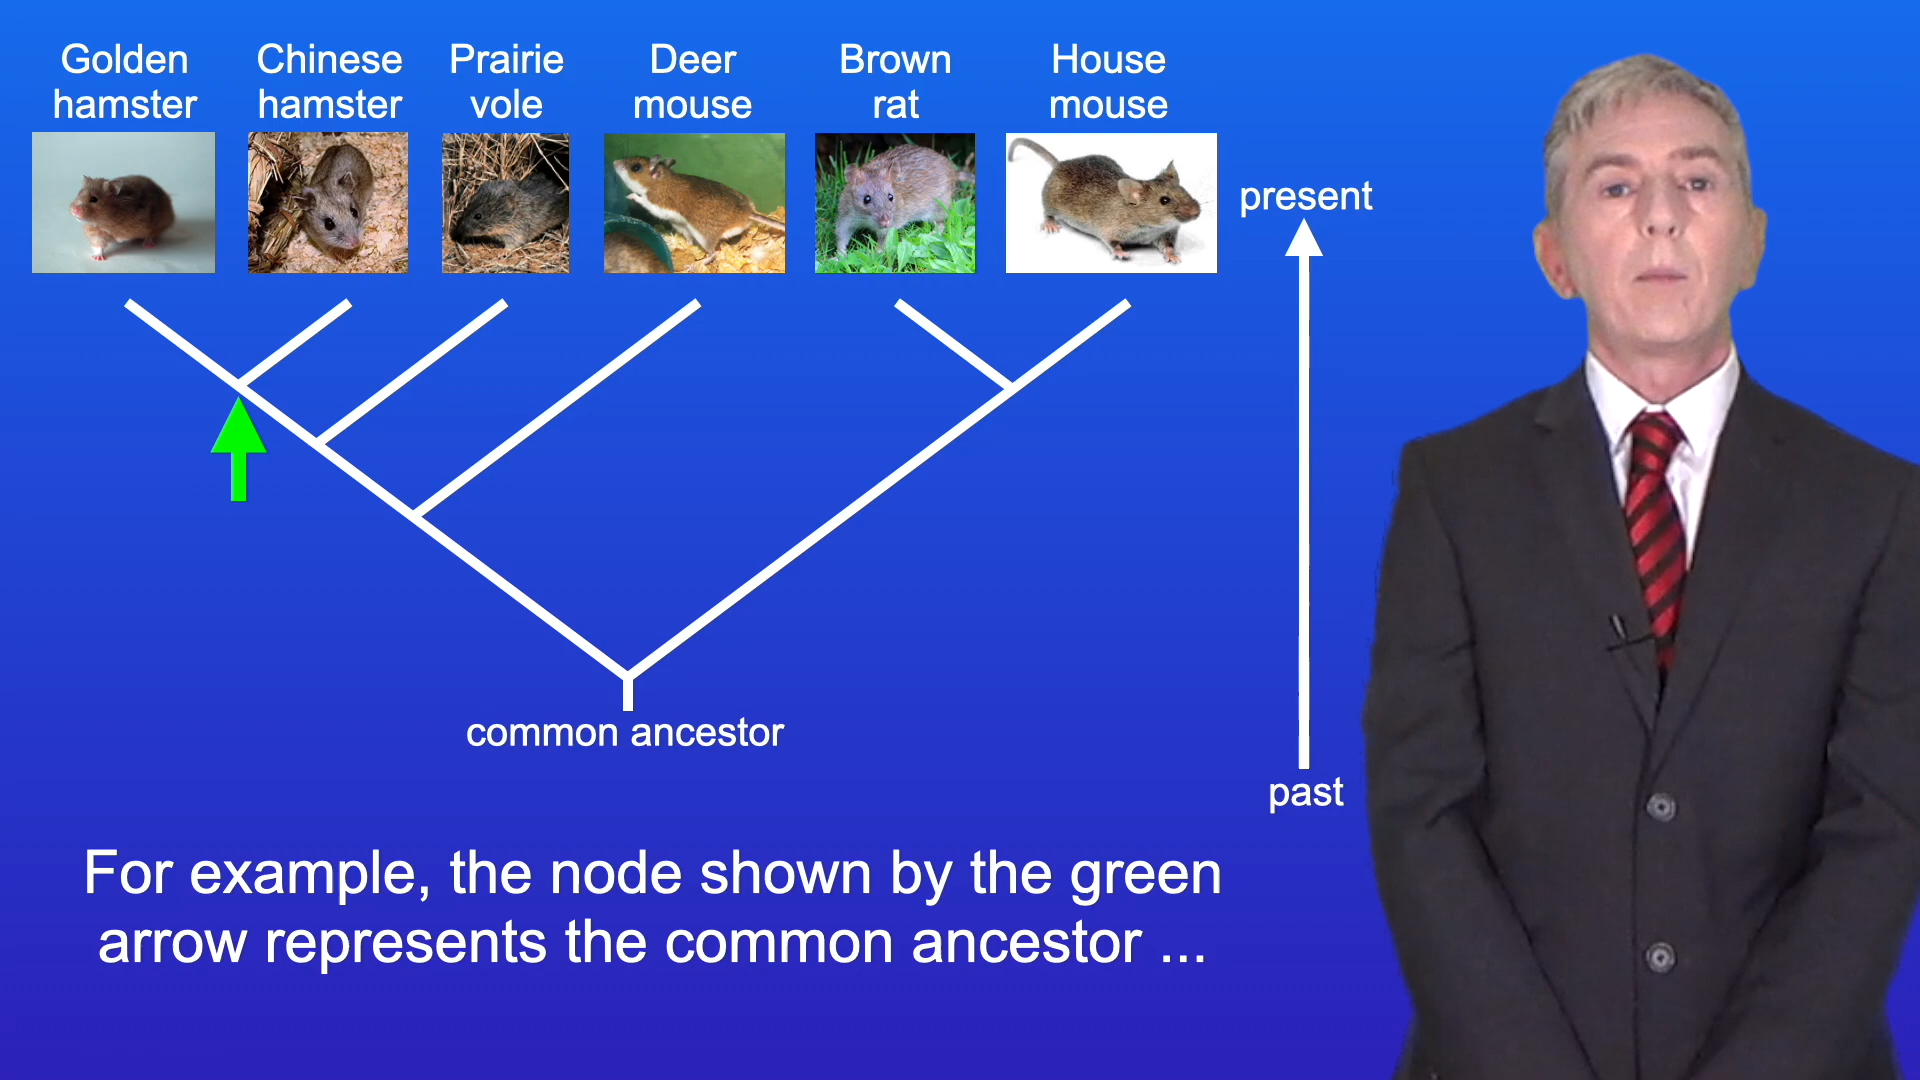 Golden
hamster
Chinese
hamster
Prairie
vole
Deer
mouse
Brown
rat
House
mouse
present
common ancestor
past
For example, the node shown by the green
arrow represents the common ancestor ...